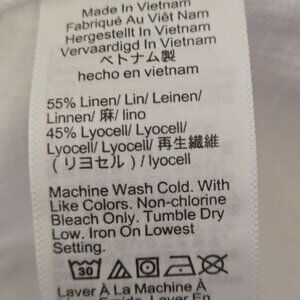 Made In Vietnam
Fabriqué Au Việt Nam
Hergestellt In Vietnam
Vervaardigd In Vietnam
ベトナム製
hecho en vietnam
55% Linen/ Lin/ Leinen/
Linnen/ 麻/ lino
45% Lyocell/ Lyocell/
Lyocell/ Lyocell/ 再生繊維
(リヨセル) /lyocell
Machine Wash Cold. With
Like Colors. Non-chlorine
Bleach Only. Tumble Dry
Low. Iron On Lowest
Setting.
30
Laver À La Machine À
Laver En